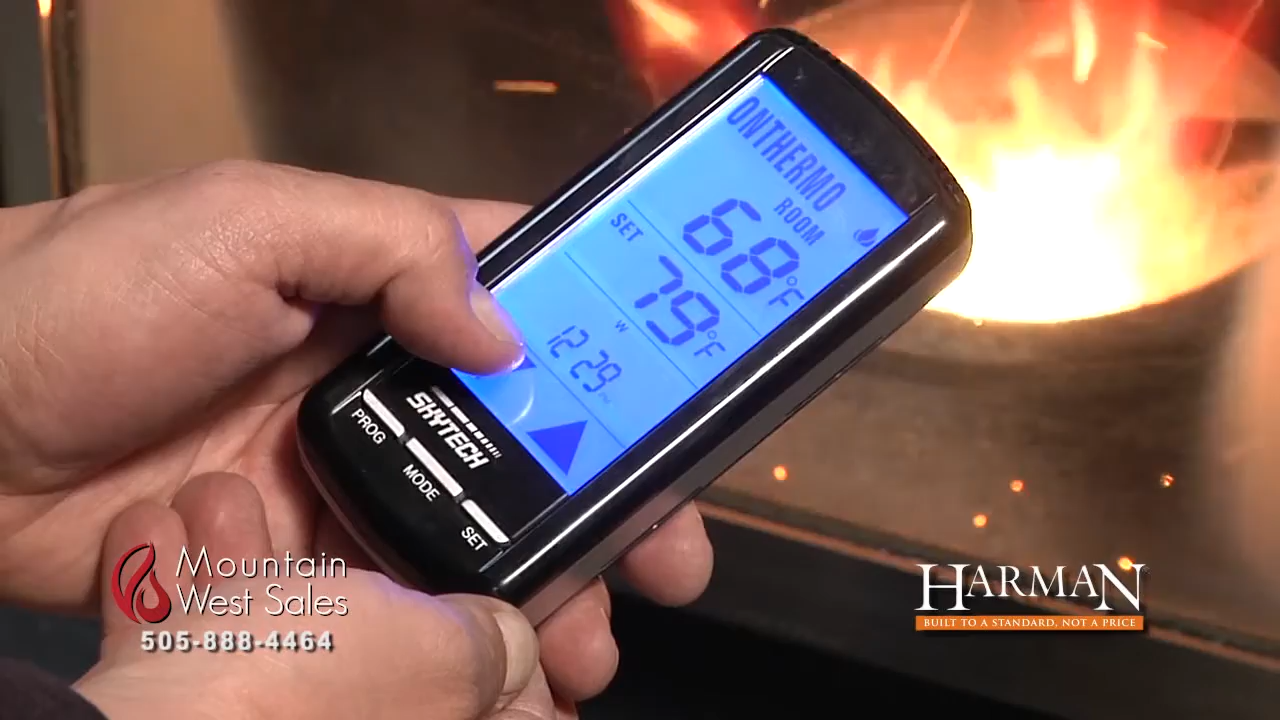 ONTHERMO
ROOM
68°F
SET
79°F
W
12 29 PM
SKYTECH
PROG
MODE
SET
Mountain
West Sales
505-888-4464
HARMAN
BUILT TO A STANDARD, NOT A PRICE